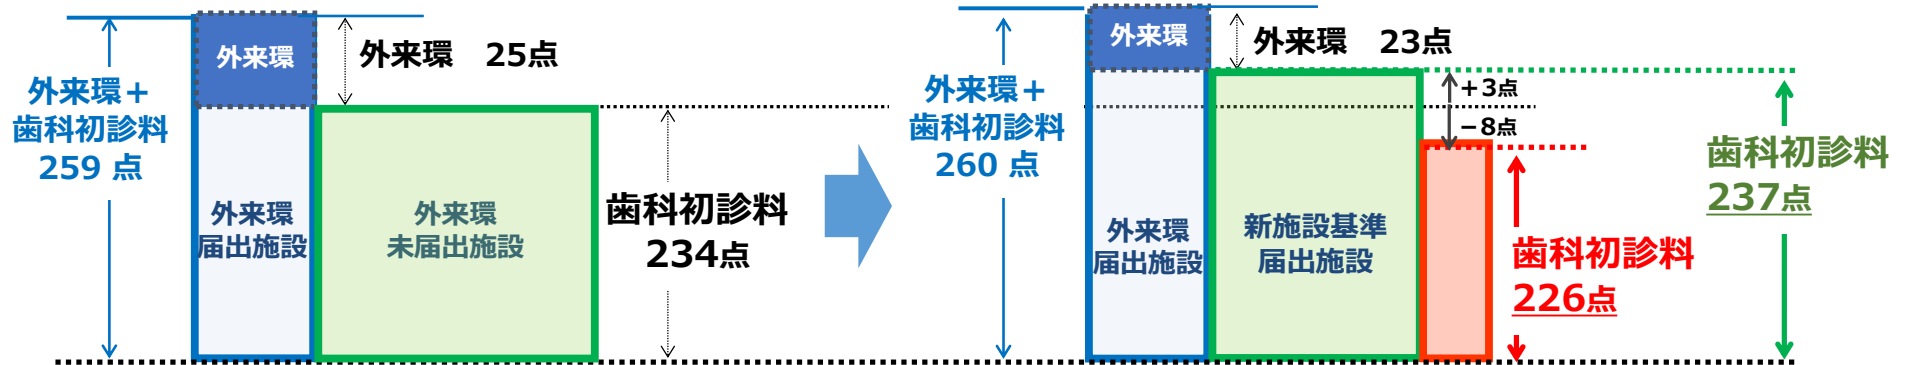 外来環＋
歯科初診料
259 点
外来環
外来環
届出施設
外来環　25点
外来環
未届出施設
歯科初診料
234点
外来環＋
歯科初診料
260 点
外来環
外来環
届出施設
外来環　23点
新施設基準
届出施設
＋3点
－8点
歯科初診料
226点
歯科初診料
237点